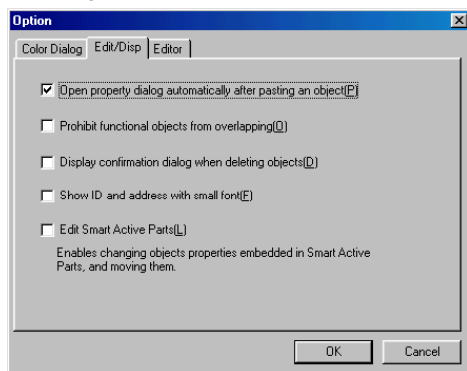 Option
Color Dialog Edit/Disp Editor
Open property dialog automatically after pasting an object(P)
Prohibit functional objects from overlapping(O)
Display confirmation dialog when deleting objects(D)
Show ID and address with small font(F)
Edit Smart Active Parts(L)
Enables changing objects properties embedded in Smart Active
Parts, and moving them.
OK Cancel